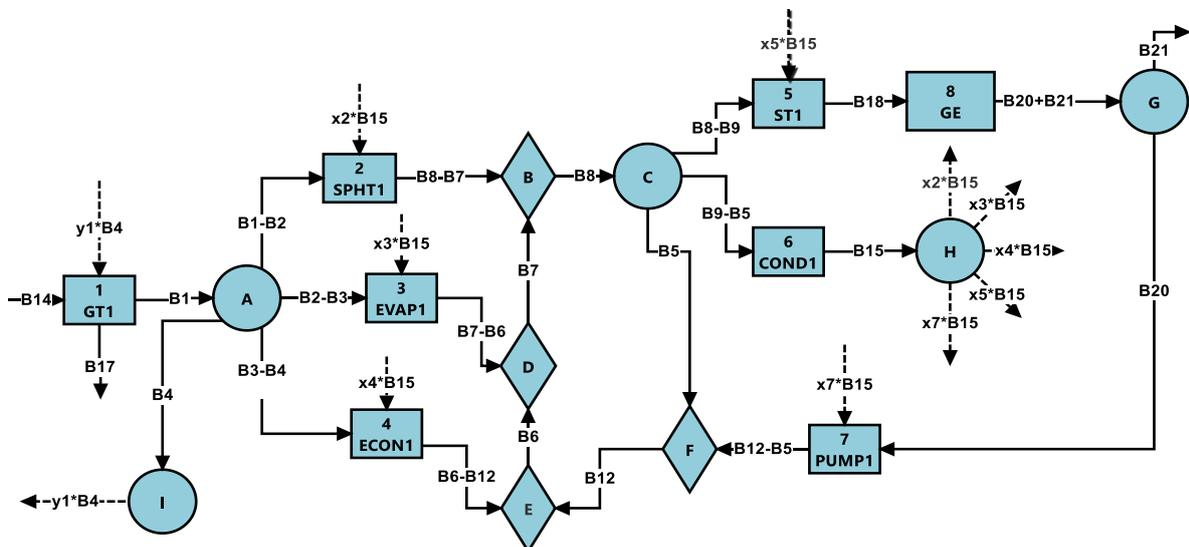 B21
x5*B15
5
ST1
B18
8
GE
B20+B21
G
x2*B15
B8-B9
2
SPHT1
B8-B7
B
B8
C
B1-B2
B9-B5
x2*B15
x3*B15
y1*B4
x3*B15
B5
6
COND1
B15
H
x4*B15
B7
B14
1
GT1
B1
A
B2-B3
3
EVAP1
x5*B15
B20
B7-B6
x7*B15
B17
B3-B4
D
B4
x4*B15
x7*B15
4
ECON1
B6
F
B12-B5
7
PUMP1
B6-B12
B12
y1*B4
I
E